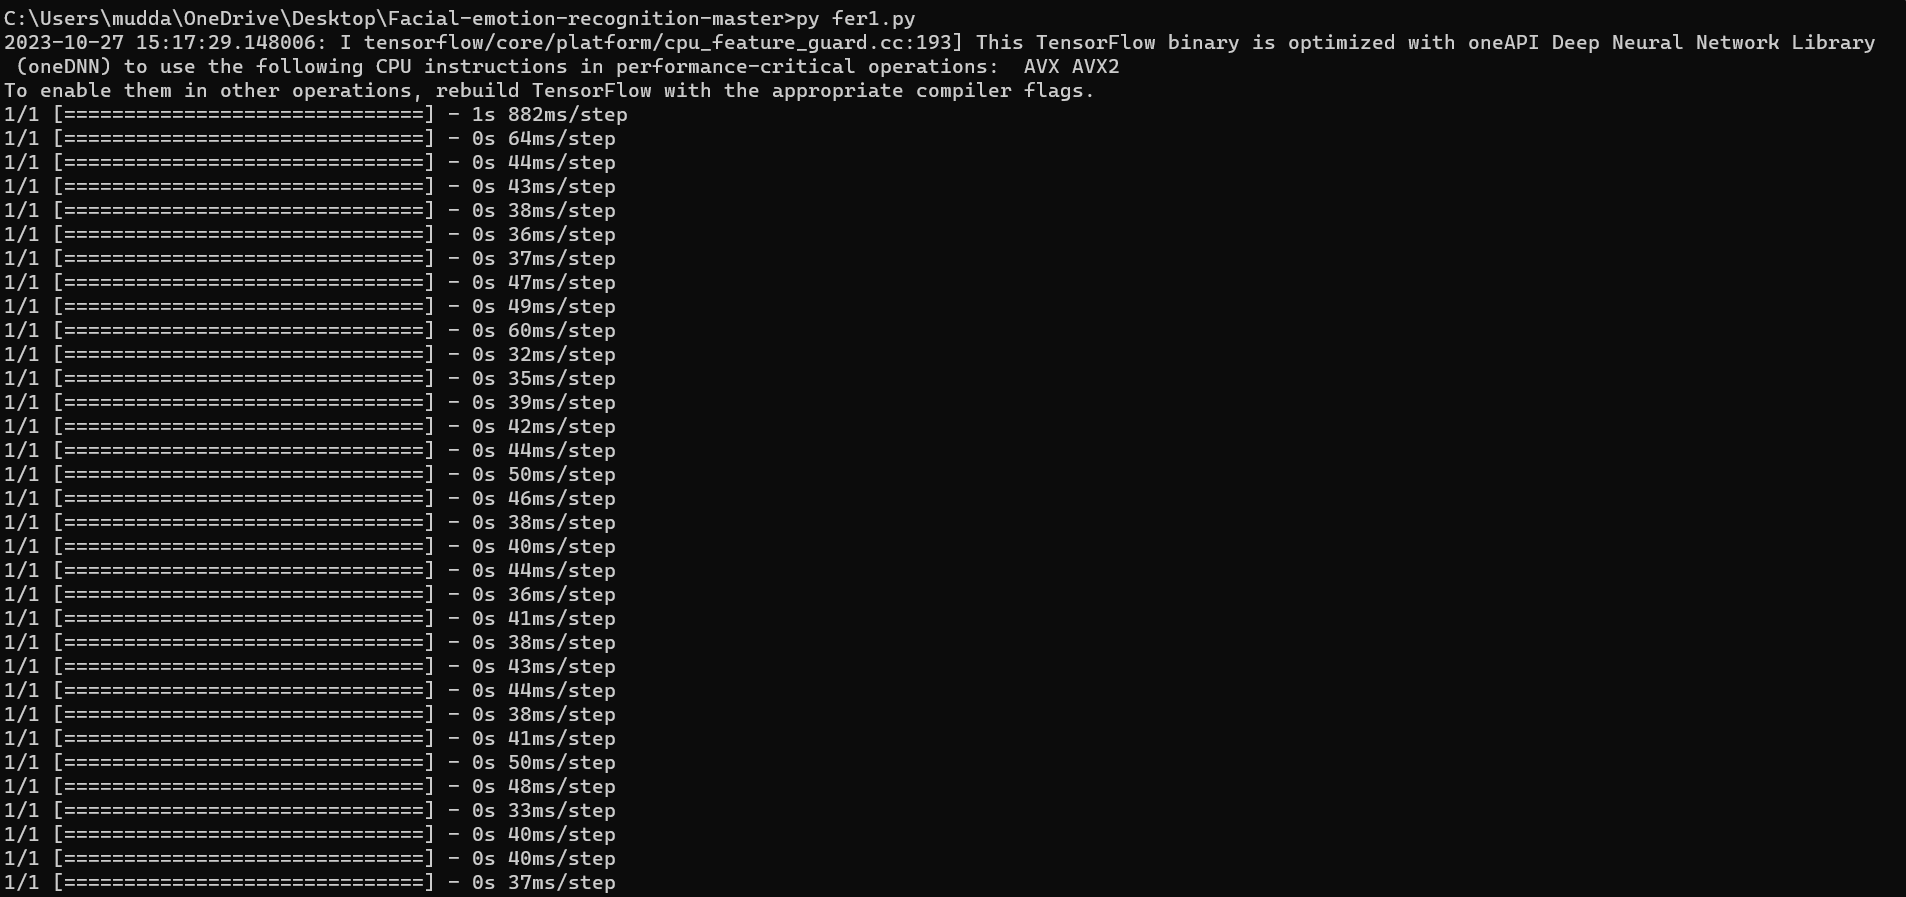 C:\Users\mudda\OneDrive\Desktop\Facial-emotion-recognition-master>py fer1.py
2023-10-27 15:17:29.148006: I tensorflow/core/platform/cpu_feature_guard.cc:193] This TensorFlow binary is optimized with oneAPI Deep Neural Network Library
 (oneDNN) to use the following CPU instructions in performance-critical operations:  AVX AVX2
To enable them in other operations, rebuild TensorFlow with the appropriate compiler flags.
1/1 [==============================] - 1s 882ms/step
1/1 [==============================] - 0s 64ms/step
1/1 [==============================] - 0s 44ms/step
1/1 [==============================] - 0s 43ms/step
1/1 [==============================] - 0s 38ms/step
1/1 [==============================] - 0s 36ms/step
1/1 [==============================] - 0s 37ms/step
1/1 [==============================] - 0s 47ms/step
1/1 [==============================] - 0s 49ms/step
1/1 [==============================] - 0s 60ms/step
1/1 [==============================] - 0s 32ms/step
1/1 [==============================] - 0s 35ms/step
1/1 [==============================] - 0s 39ms/step
1/1 [==============================] - 0s 42ms/step
1/1 [==============================] - 0s 44ms/step
1/1 [==============================] - 0s 50ms/step
1/1 [==============================] - 0s 46ms/step
1/1 [==============================] - 0s 38ms/step
1/1 [==============================] - 0s 40ms/step
1/1 [==============================] - 0s 44ms/step
1/1 [==============================] - 0s 36ms/step
1/1 [==============================] - 0s 41ms/step
1/1 [==============================] - 0s 38ms/step
1/1 [==============================] - 0s 43ms/step
1/1 [==============================] - 0s 44ms/step
1/1 [==============================] - 0s 38ms/step
1/1 [==============================] - 0s 41ms/step
1/1 [==============================] - 0s 50ms/step
1/1 [==============================] - 0s 48ms/step
1/1 [==============================] - 0s 33ms/step
1/1 [==============================] - 0s 40ms/step
1/1 [==============================] - 0s 40ms/step
1/1 [==============================] - 0s 37ms/step